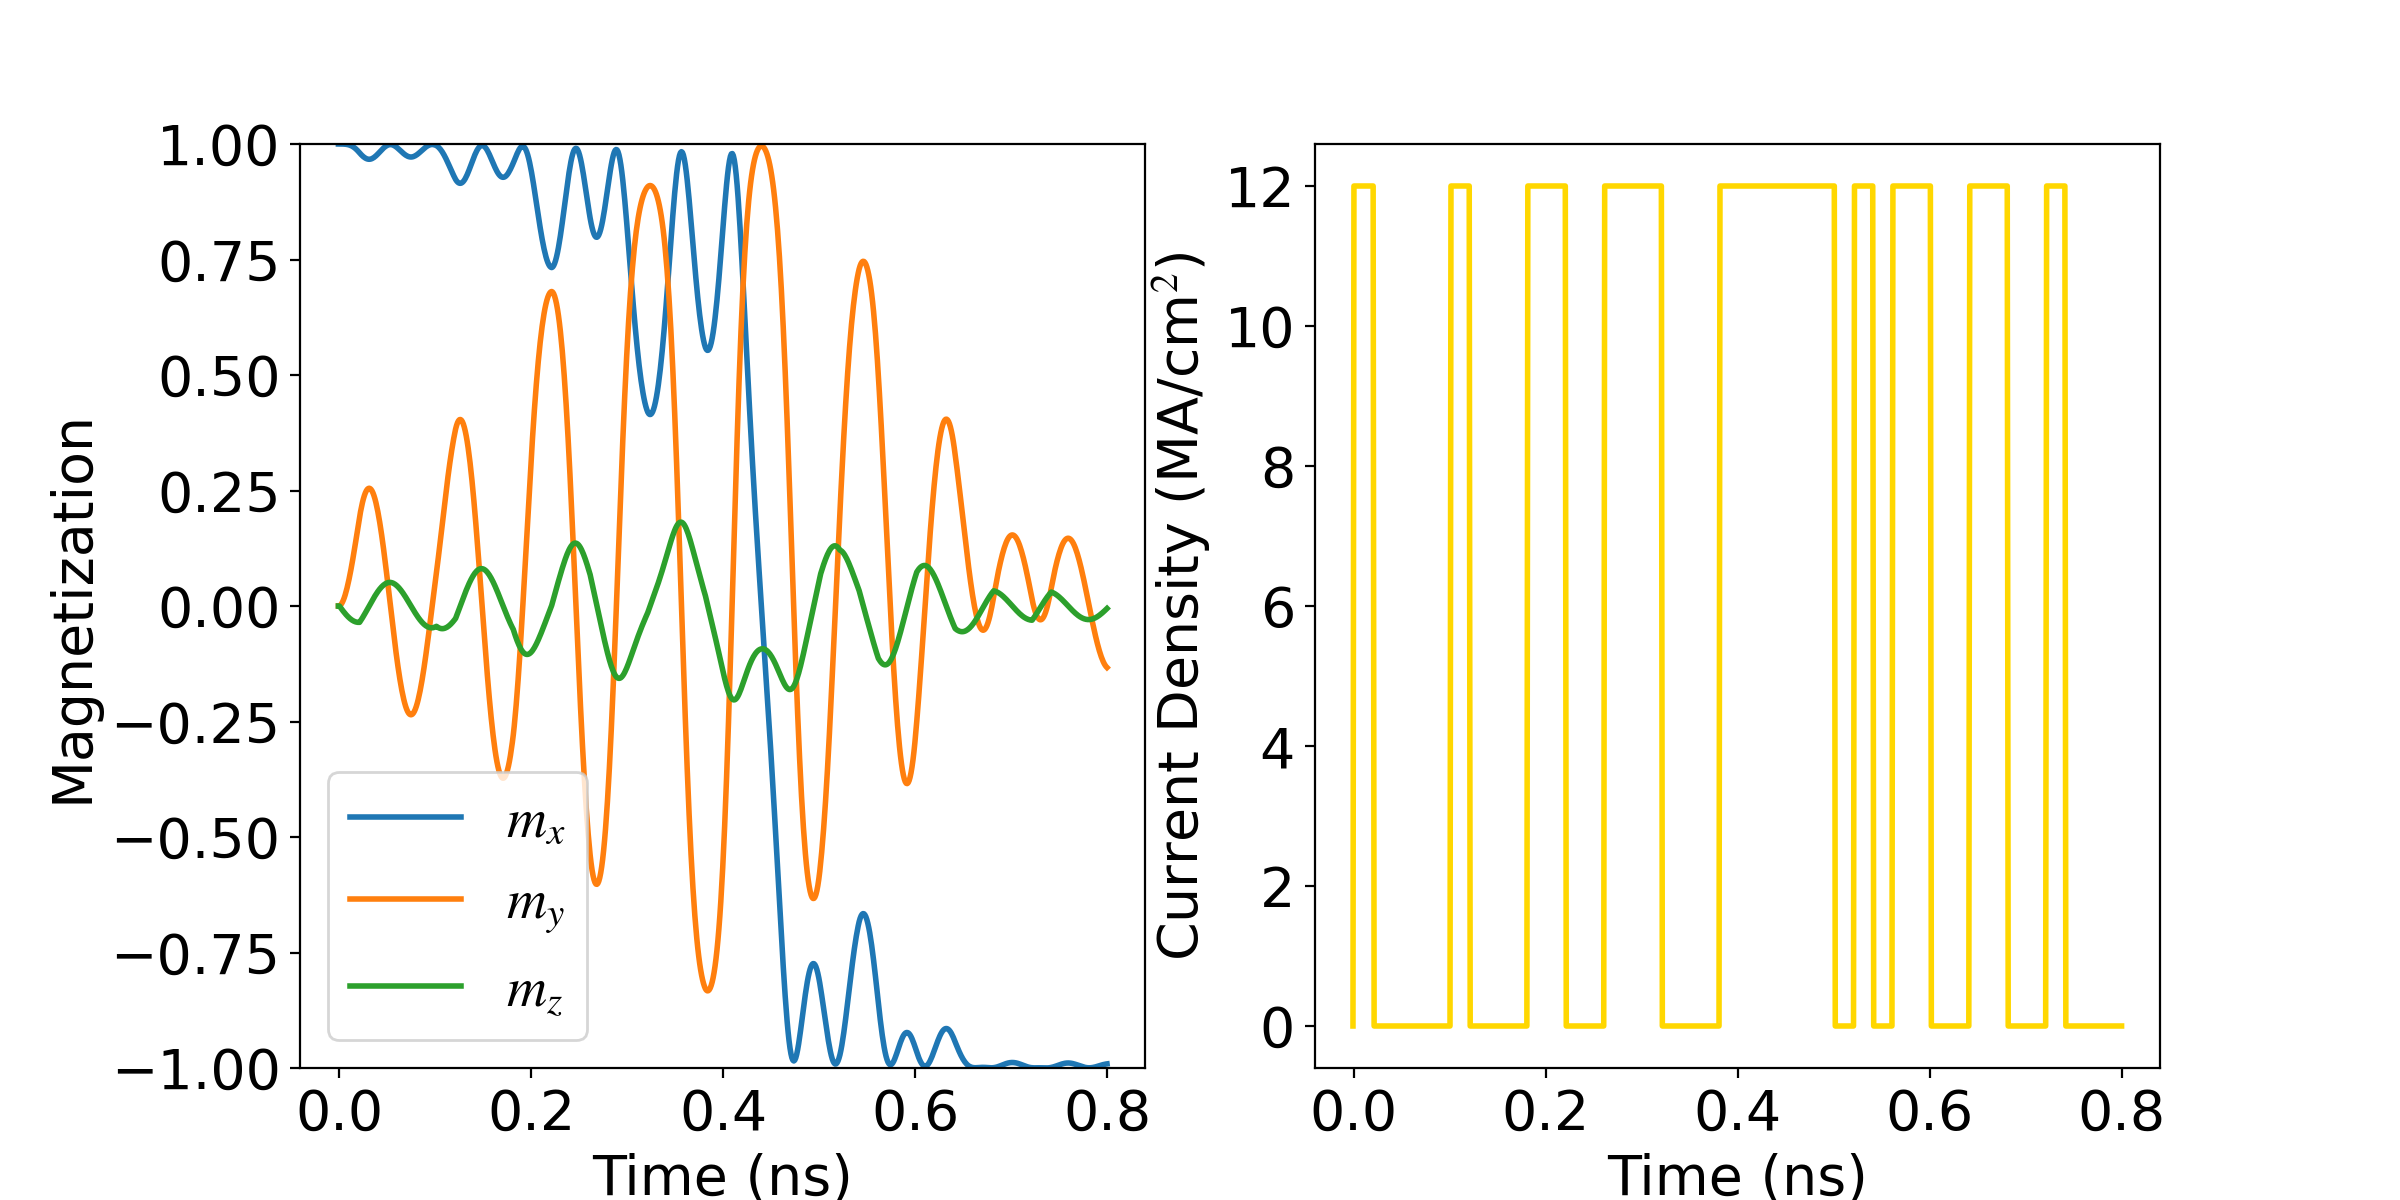 1.00
0.75
0.50
0.25
0.00
−0.25
−0.50
−0.75
−1.00
Magnetization
m_x
m_y
m_z
0.0 0.2 0.4 0.6 0.8
Time (ns)
12
10
8
6
4
2
0
Current Density (MA/cm²)
0.0 0.2 0.4 0.6 0.8
Time (ns)